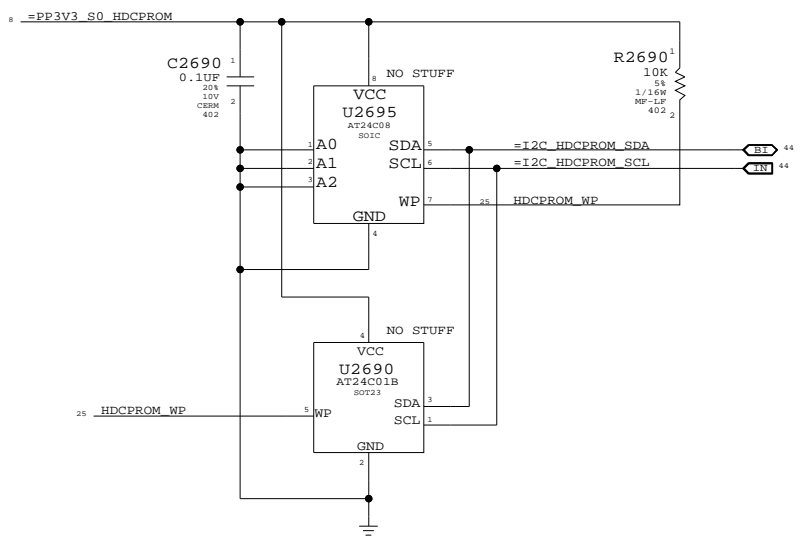 8 =PP3V3_S0_HDCPROM
C2690 1
0.1UF
20%
10V
CERM 2
402
R2690 1
10K
5%
1/16W
MF-LF
402 2
8 NO STUFF
VCC
U2695
AT24C08
SOIC
1 A0
2 A1
3 A2
SDA 5 =I2C_HDCPROM_SDA BI 44
SCL 6 =I2C_HDCPROM_SCL IN 44
WP 7 25 HDCPROM_WP
GND
4
4 NO STUFF
VCC
U2690
AT24C01B
SOT23
SDA 3
25 HDCPROM_WP 5 WP
SCL 1
GND
2